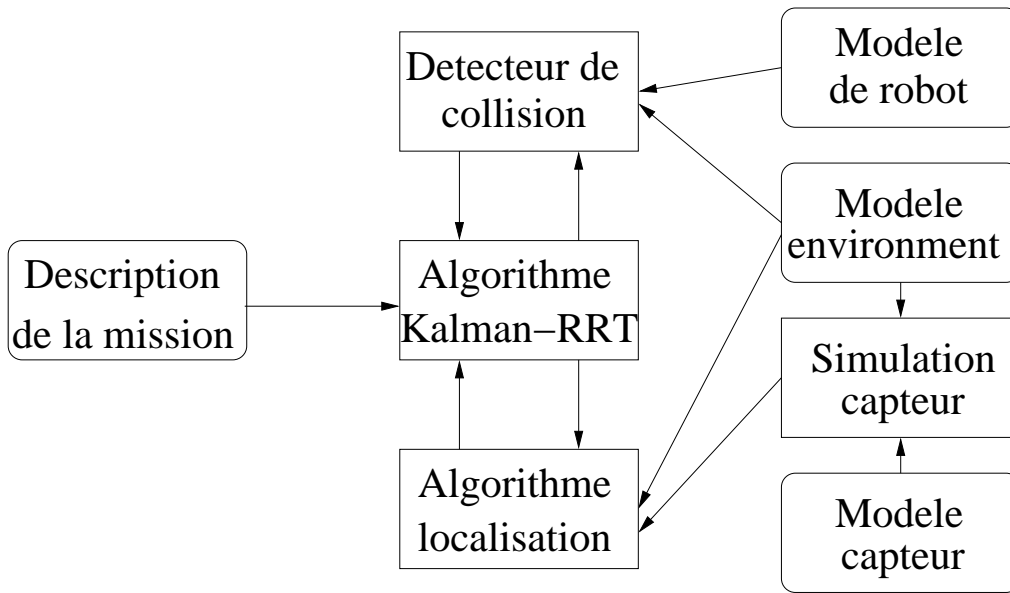 Detecteur de
collision
Modele
de robot
Modele
environment
Description
de la mission
Algorithme
Kalman−RRT
Simulation
capteur
Algorithme
localisation
Modele
capteur